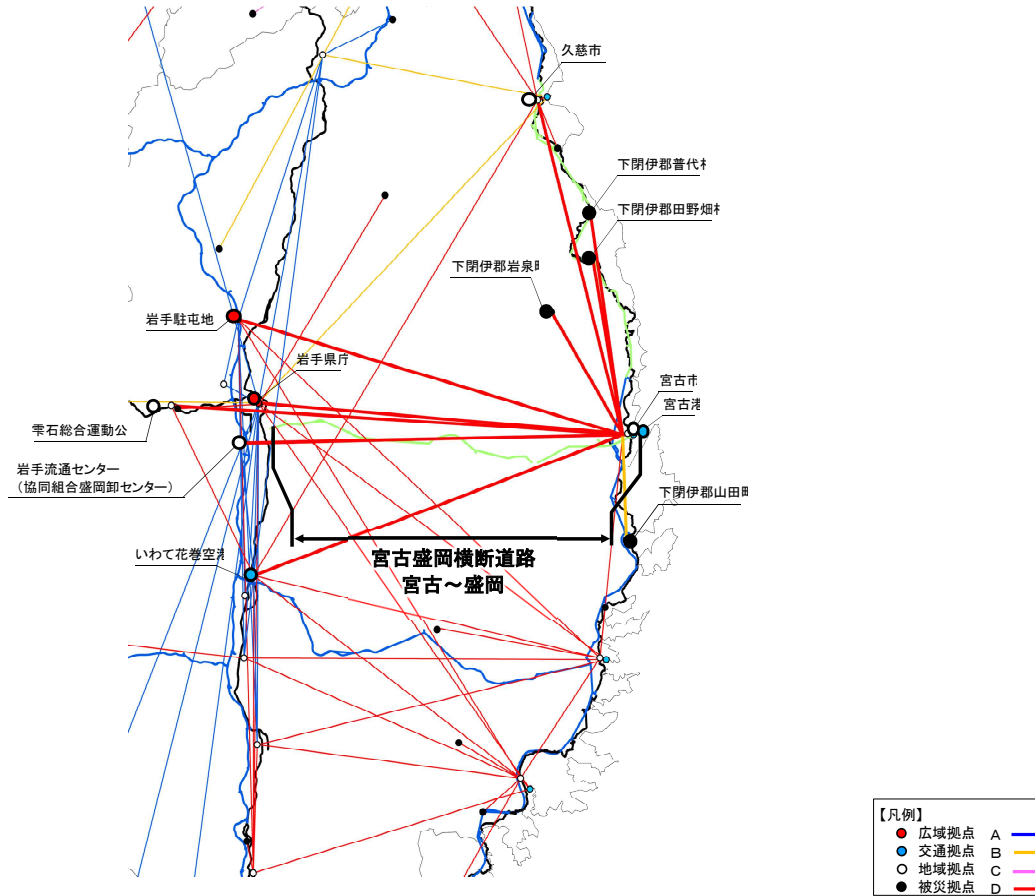 久慈市
下閉伊郡普代村
下閉伊郡田野畑村
下閉伊郡岩泉町
岩手駐屯地
岩手県庁
宮古市
宮古港
雫石総合運動公
岩手流通センター
（協同組合盛岡卸センター）
下閉伊郡山田町
いわて花巻空港
宮古盛岡横断道路
宮古～盛岡
【凡例】
広域拠点 A
交通拠点 B
地域拠点 C
被災拠点 D